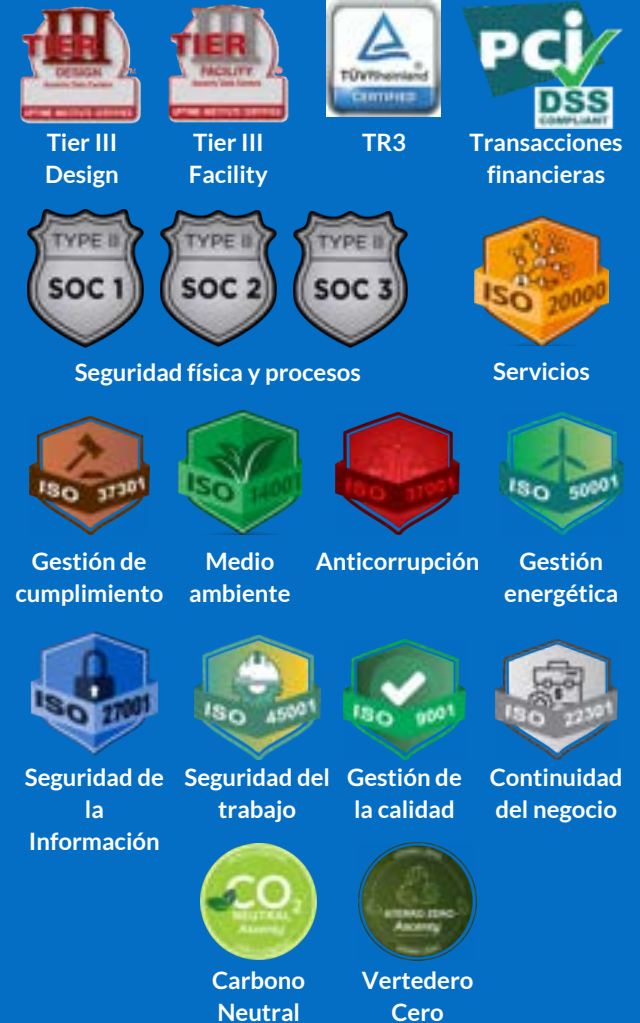 TIER III
DESIGN
Tier III
Design
TIER III
FACILITY
Tier III
Facility
TÜVRheinland
CERTIFIED
TR3
PCI
DSS
COMPLIANT
Transacciones
financieras
TYPE II
SOC 1
TYPE II
SOC 2
TYPE II
SOC 3
Seguridad física y procesos
ISO 20000
Servicios
ISO 37301
Gestión de
cumplimiento
ISO 14001
Medio
ambiente
ISO 37001
Anticorrupción
ISO 50001
Gestión
energética
ISO 27001
Seguridad de
la
Información
ISO 45001
Seguridad del
trabajo
ISO 9001
Gestión de
la calidad
ISO 22301
Continuidad
del negocio
CO2
NEUTRAL
Ascenty
Carbono
Neutral
ATERRO ZERO
Ascenty
Vertedero
Cero